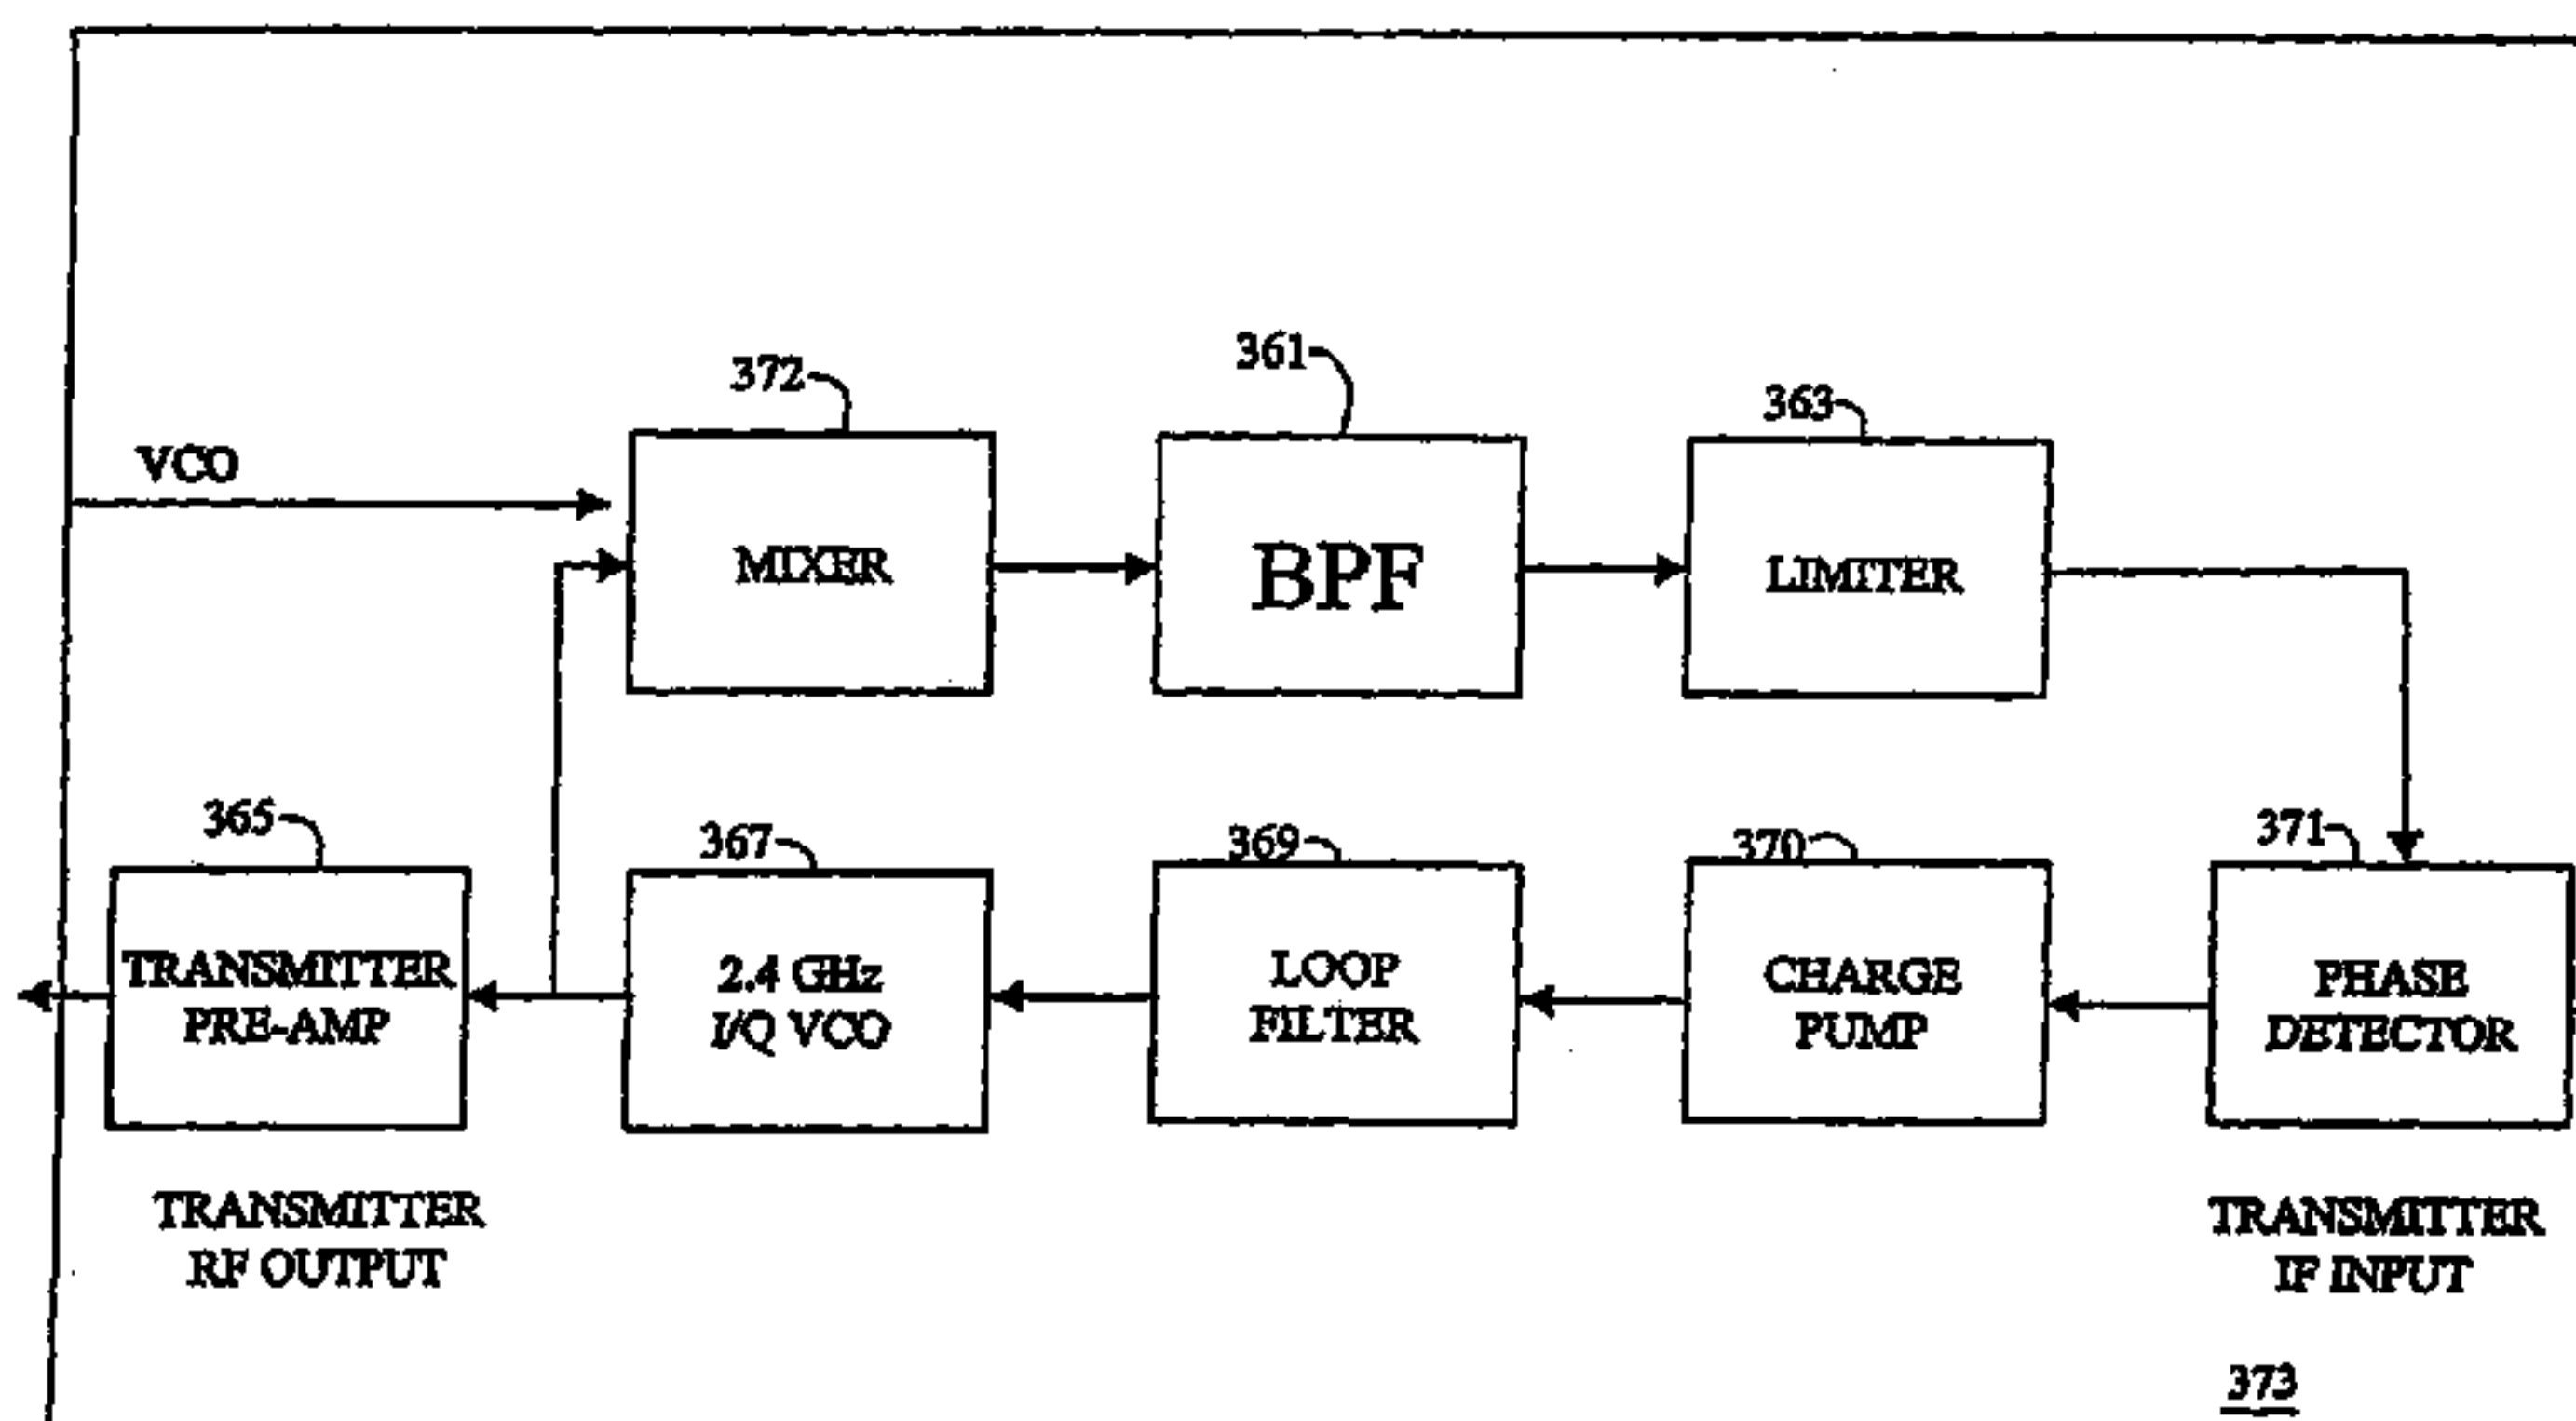 361
372
363
VCO
MIXER
BPF
LIMITER
365
367
369
370
371
TRANSMITTER
PRE-AMP
2.4 GHz
I/Q VCO
LOOP
FILTER
CHARGE
PUMP
PHASE
DETECTOR
TRANSMITTER
RF OUTPUT
TRANSMITTER
IF INPUT
373